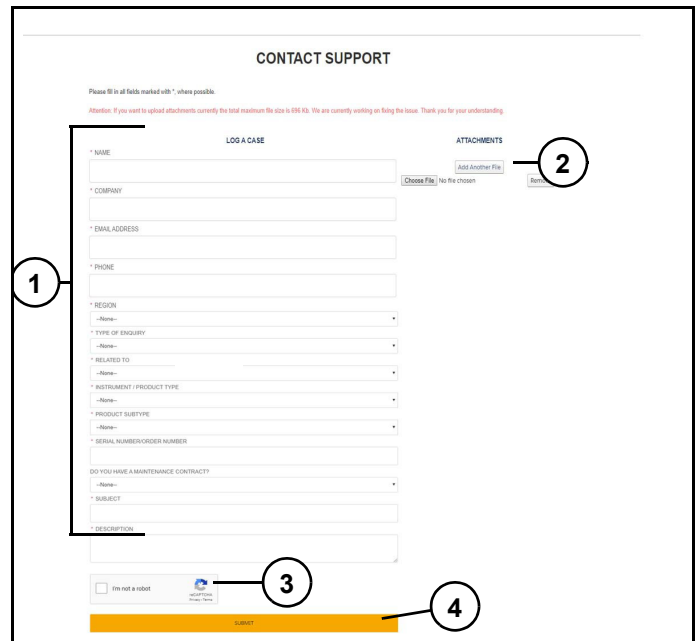 CONTACT SUPPORT
Please fill in all fields marked with *, where possible.
Attention: If you want to upload attachments currently the total maximum file size is 696 Kb. We are currently working on fixing the issue. Thank you for your understanding.
LOG A CASE
ATTACHMENTS
* NAME
Add Another File
2
Choose File No file chosen
* COMPANY
* EMAIL ADDRESS
* PHONE
1
* REGION
--None--
* TYPE OF ENQUIRY
--None--
* RELATED TO
--None--
* INSTRUMENT / PRODUCT TYPE
--None--
* PRODUCT SUBTYPE
--None--
* SERIAL NUMBER/ORDER NUMBER
DO YOU HAVE A MAINTENANCE CONTRACT?
--None--
* SUBJECT
* DESCRIPTION
I'm not a robot
reCAPTCHA
Privacy - Terms
3
SUBMIT
4